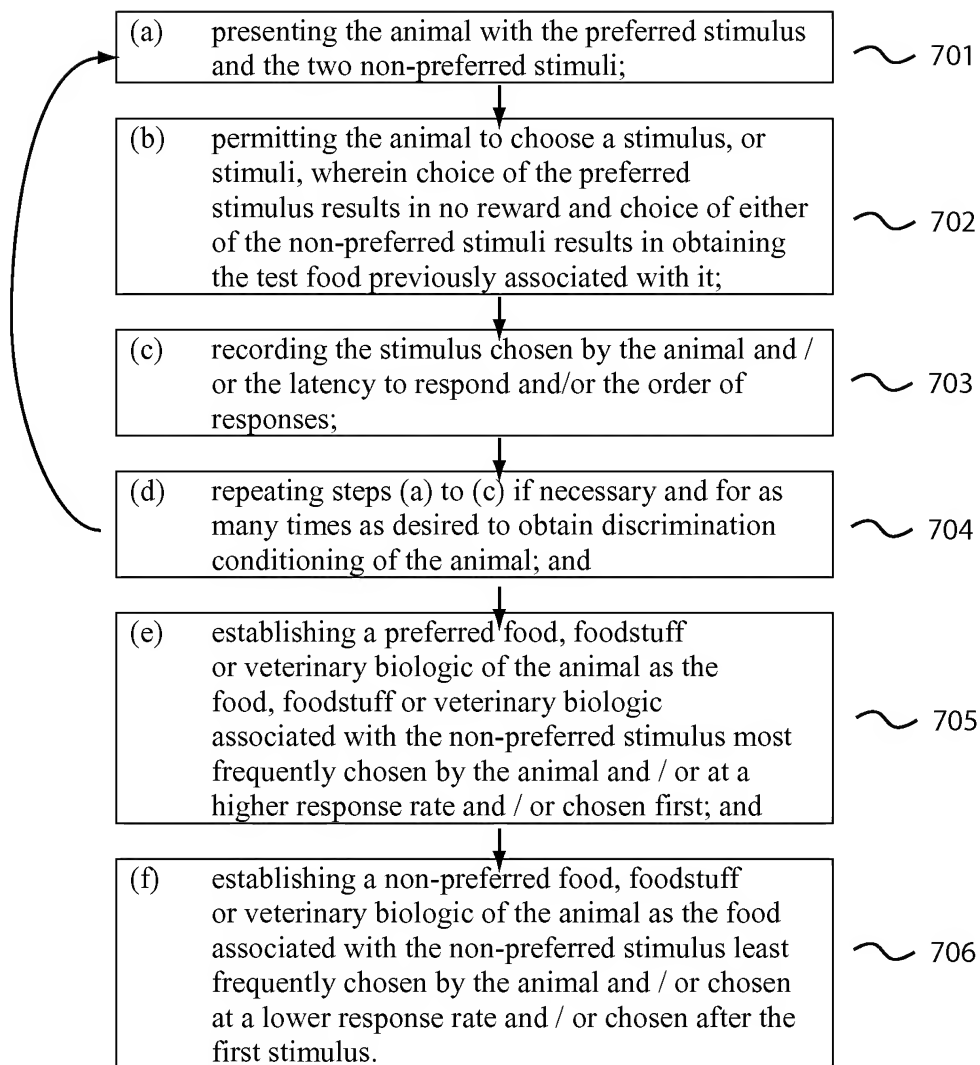 (a) presenting the animal with the preferred stimulus
and the two non-preferred stimuli;
701
(b) permitting the animal to choose a stimulus, or
stimuli, wherein choice of the preferred
stimulus results in no reward and choice of either
of the non-preferred stimuli results in obtaining
the test food previously associated with it;
702
(c) recording the stimulus chosen by the animal and /
or the latency to respond and/or the order of
responses;
703
(d) repeating steps (a) to (c) if necessary and for as
many times as desired to obtain discrimination
conditioning of the animal; and
704
(e) establishing a preferred food, foodstuff
or veterinary biologic of the animal as the
food, foodstuff or veterinary biologic
associated with the non-preferred stimulus most
frequently chosen by the animal and / or at a
higher response rate and / or chosen first; and
705
(f) establishing a non-preferred food, foodstuff
or veterinary biologic of the animal as the food
associated with the non-preferred stimulus least
frequently chosen by the animal and / or chosen
at a lower response rate and / or chosen after the
first stimulus.
706